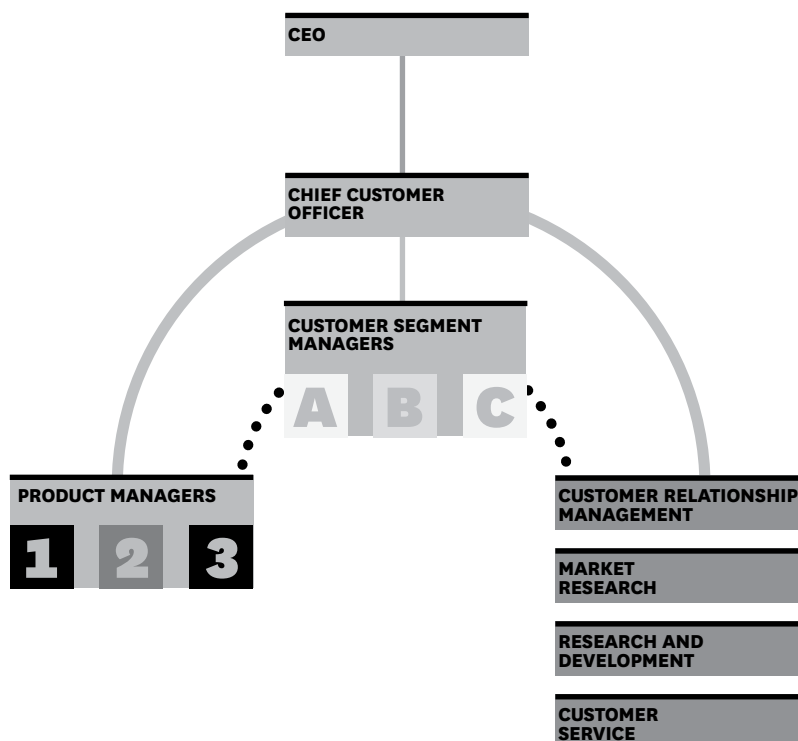 CEO
CHIEF CUSTOMER
OFFICER
CUSTOMER SEGMENT
MANAGERS
A B C
PRODUCT MANAGERS
1 2 3
CUSTOMER RELATIONSHIP
MANAGEMENT
MARKET
RESEARCH
RESEARCH AND
DEVELOPMENT
CUSTOMER
SERVICE